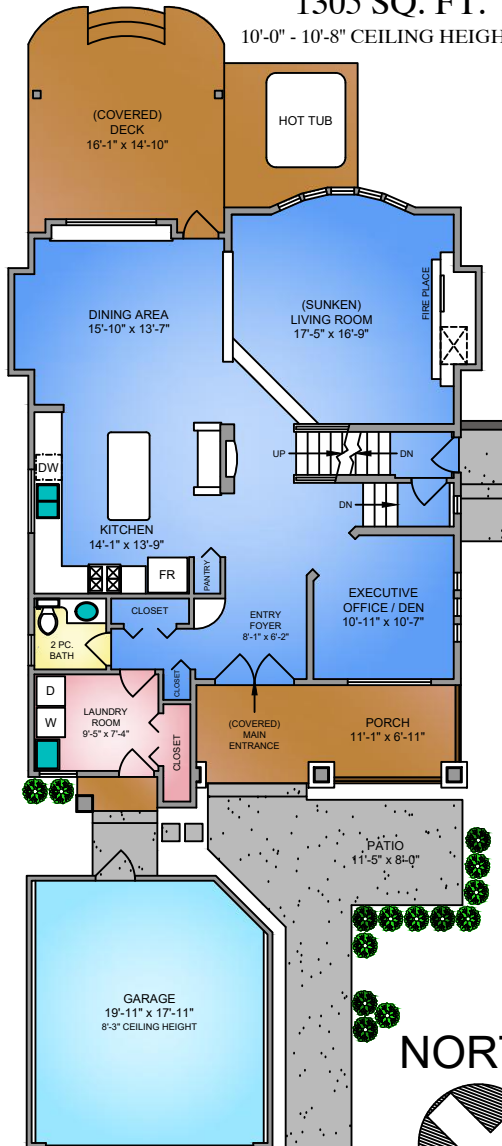 1305 SQ. FT.
10'-0" - 10'-8" CEILING HEIGH
(COVERED)
DECK
16'-1" x 14'-10"
HOT TUB
DINING AREA
15'-10" x 13'-7"
(SUNKEN)
LIVING ROOM
17'-5" x 16'-9"
FIRE PLACE
UP
DN
DW
DN
KITCHEN
14'-1" x 13'-9"
FR
PANTRY
EXECUTIVE
OFFICE / DEN
10'-11" x 10'-7"
CLOSET
ENTRY
FOYER
8'-1" x 6'-2"
2 PC.
BATH
CLOSET
D
W
LAUNDRY
ROOM
9'-5" x 7'-4"
CLOSET
(COVERED)
MAIN
ENTRANCE
PORCH
11'-1" x 6'-11"
PATIO
11'-5" x 8'-0"
GARAGE
19'-11" x 17'-11"
8'-3" CEILING HEIGHT
NORT